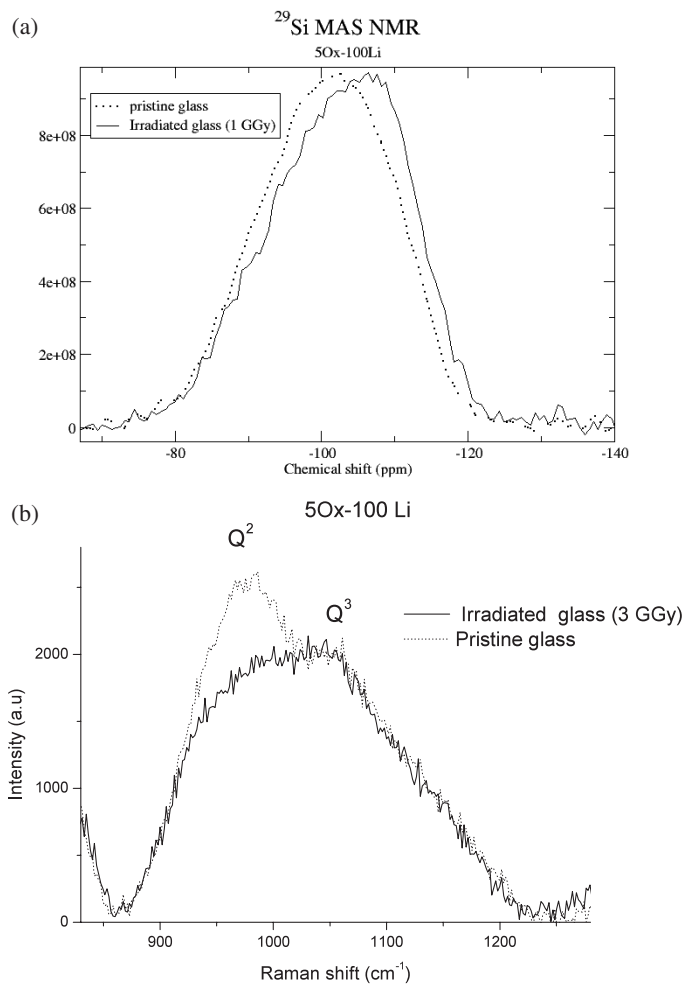 (a)
²⁹Si MAS NMR
5Ox-100Li
pristine glass
Irradiated glass (1 GGy)
8e+08
6e+08
4e+08
2e+08
0
-80 -100 -120 -140
Chemical shift (ppm)
(b)
5Ox-100 Li
Q²
Q³
Irradiated glass (3 GGy)
Pristine glass
2000
1000
0
Intensity (a.u)
900 1000 1100 1200
Raman shift (cm⁻¹)